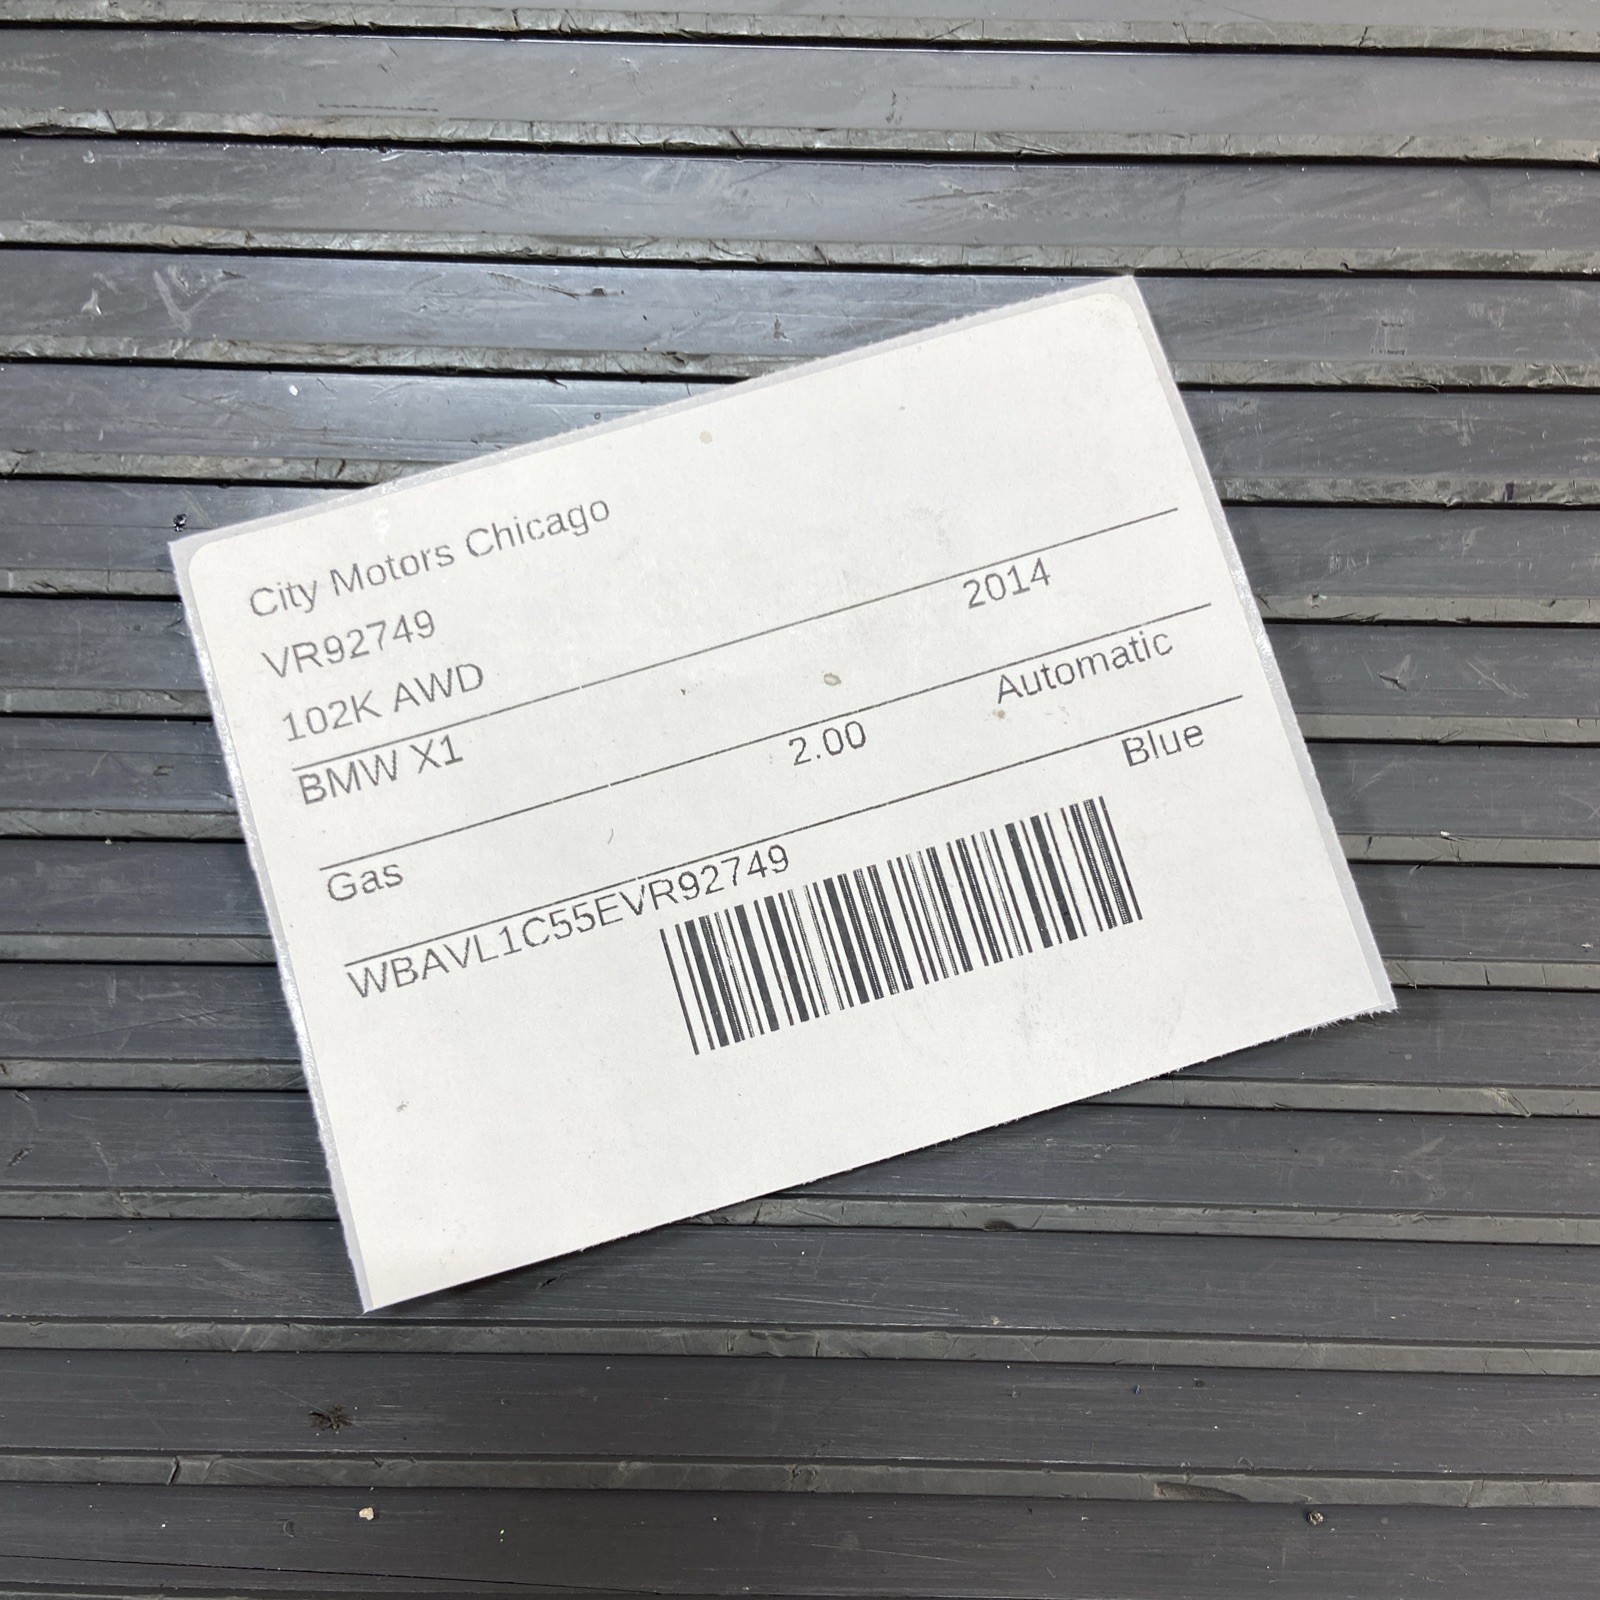 City Motors Chicago
VR92749
102K AWD
BMW X1 2014
Gas 2.00 Automatic
WBAVL1C55EVR92749 Blue